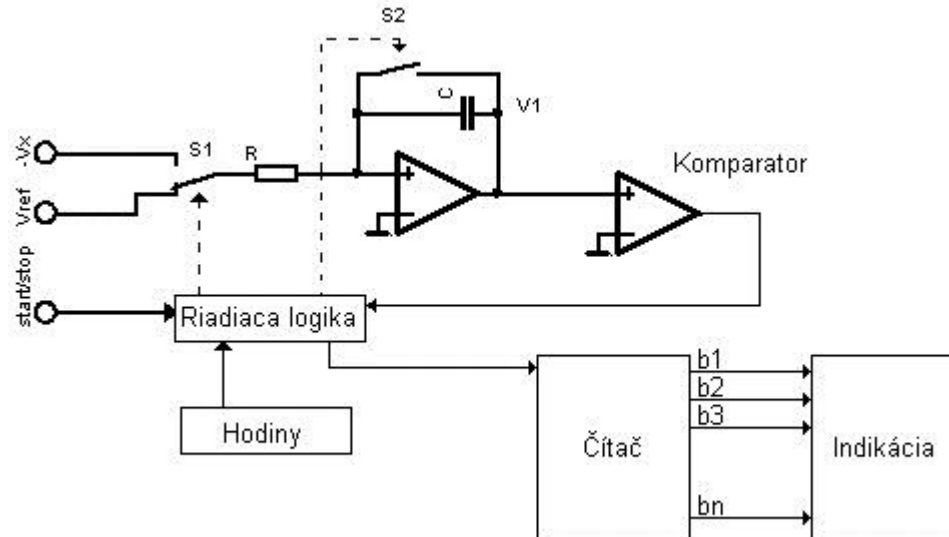 S2
C
V1
-Vx
S1
R
Komparator
Vref
start/stop
Riadiaca logika
Hodiny
Čítač
b1
b2
b3
bn
Indikácia